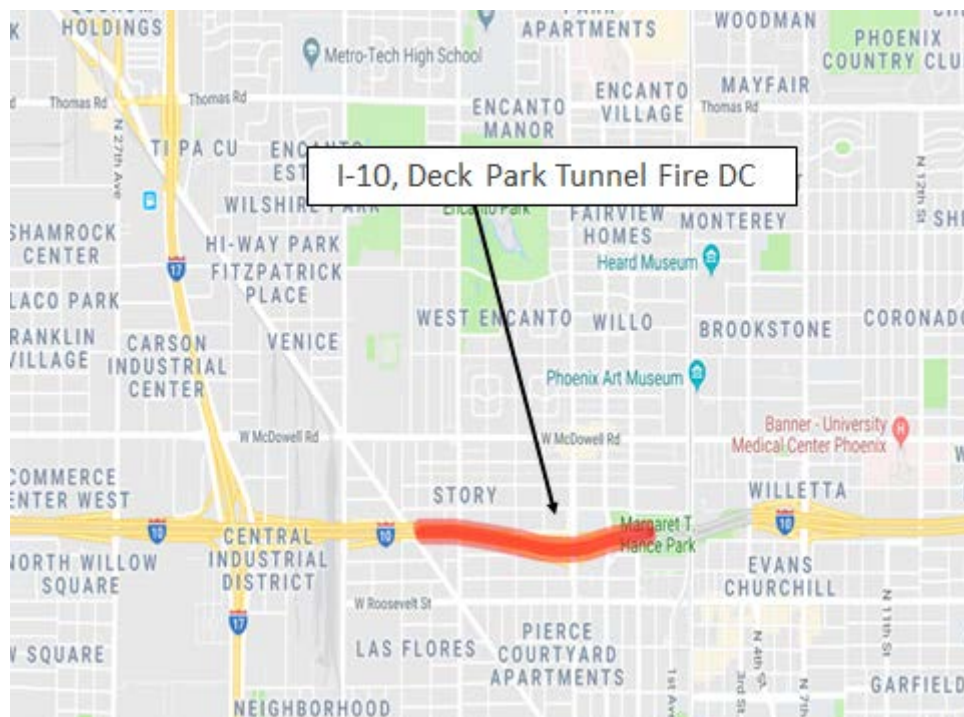 HOLDINGS
Metro-Tech High School
APARTMENTS
WOODMAN
PHOENIX
COUNTRY CLU
Thomas Rd
Thomas Rd
ENCANTO
MANOR
ENCANTO
VILLAGE
MAYFAIR
Thomas Rd
N 27th Ave
PA CU
I-10, Deck Park Tunnel Fire DC
N 12th St
WILSHIRE PARK
Encanto Park
FAIRVIEW
HOMES
MONTEREY
SHAMROCK
CENTER
HI-WAY PARK
FITZPATRICK
PLACE
Heard Museum
17
LACO PARK
RANKLIN
VILLAGE
CARSON
INDUSTRIAL
CENTER
VENICE
WEST ENCANTO
WILLO
BROOKSTONE
CORONADO
Phoenix Art Museum
W McDowell Rd
W McDowell Rd
Banner - University
Medical Center Phoenix
COMMERCE
ENTER WEST
STORY
WILLETTA
10
CENTRAL
INDUSTRIAL
DISTRICT
10
Margaret T.
Hance Park
10
NORTH WILLOW
SQUARE
EVANS
CHURCHILL
W Roosevelt St
17
LAS FLORES
PIERCE
COURTYARD
APARTMENTS
N 11th St
N 4th St
3rd St
1st Ave
W SQUARE
GARFIELD
NEIGHBORHOOD